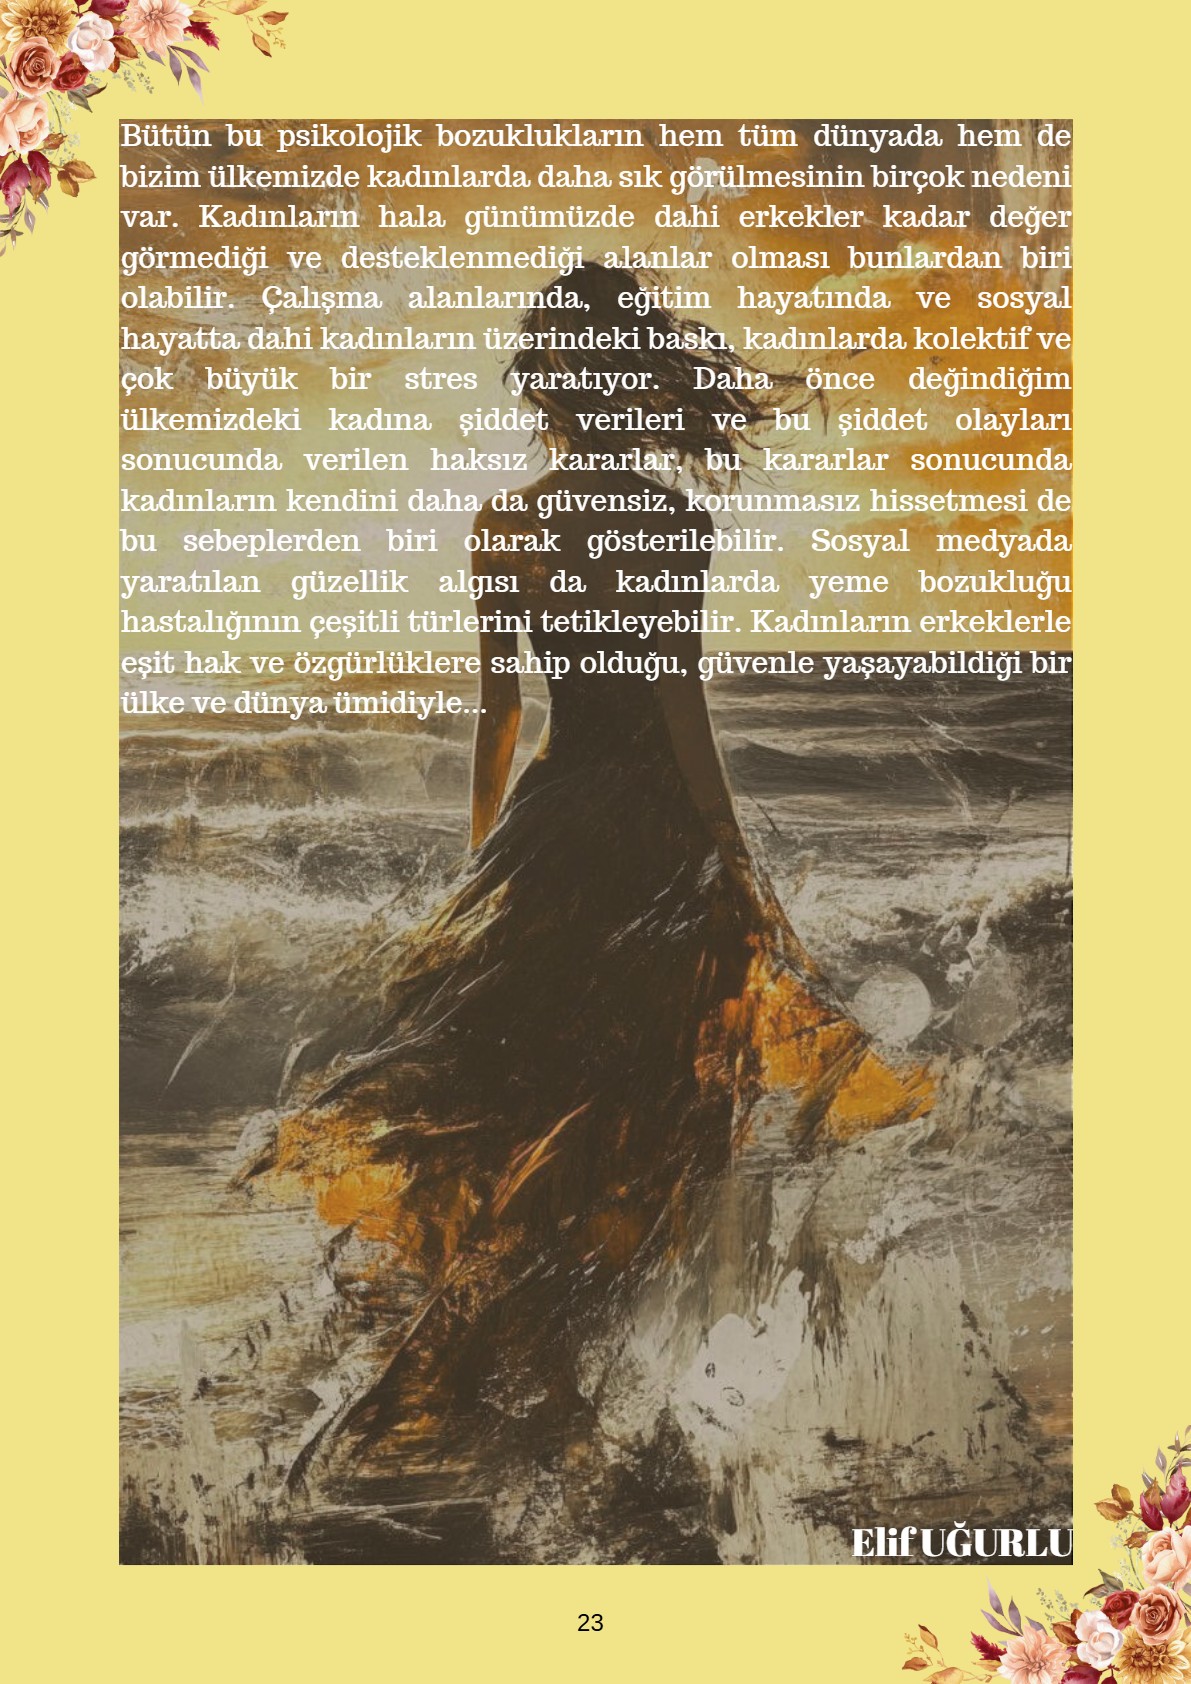 Bütün bu psikolojik bozuklukların hem tüm dünyada hem de
bizim ülkemizde kadınlarda daha sık görülmesinin birçok nedeni
var. Kadınların hala günümüzde dahi erkekler kadar değer
görmediği ve desteklenmediği alanlar olması bunlardan biri
olabilir. Çalışma alanlarında, eğitim hayatında ve sosyal
hayatta dahi kadınların üzerindeki baskı, kadınlarda kolektif ve
çok büyük bir stres yaratıyor. Daha önce değindiğim
ülkemizdeki kadına şiddet verileri ve bu şiddet olayları
sonucunda verilen haksız kararlar, bu kararlar sonucunda
kadınların kendini daha da güvensiz, korunmasız hissetmesi de
bu sebeplerden biri olarak gösterilebilir. Sosyal medyada
yaratılan güzellik algısı da kadınlarda yeme bozukluğu
hastalığının çeşitli türlerini tetikleyebilir. Kadınların erkeklerle
eşit hak ve özgürlüklere sahip olduğu, güvenle yaşayabildiği bir
ülke ve dünya ümidiyle...
Elif UĞURLU
23